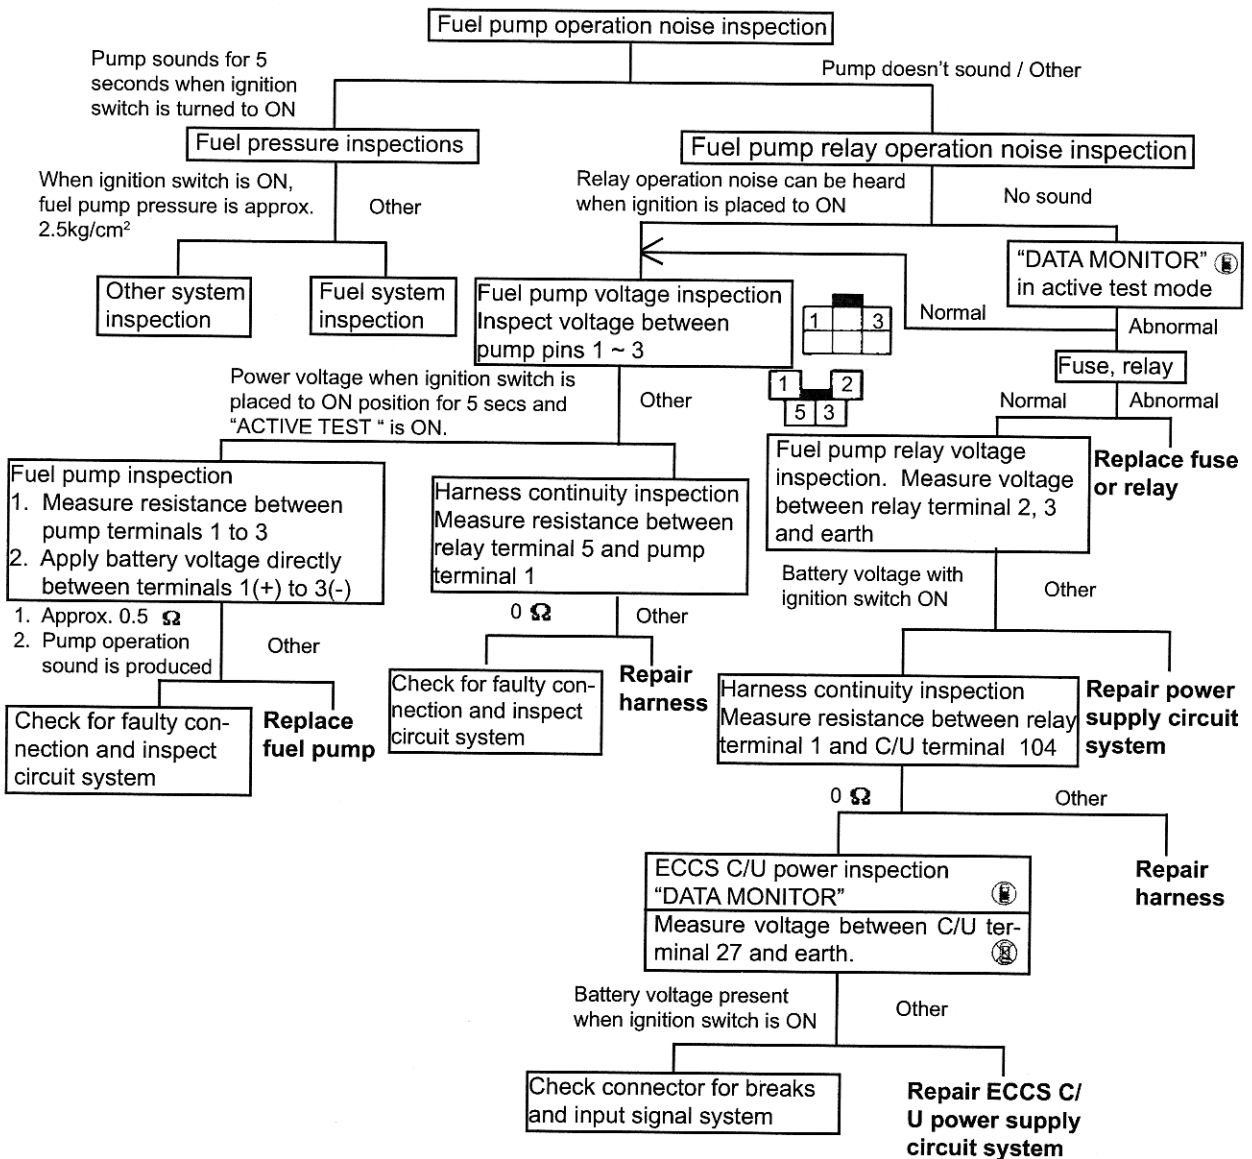 Fuel pump operation noise inspection
Pump sounds for 5
seconds when ignition
switch is turned to ON
Pump doesn't sound / Other
Fuel pressure inspections
Fuel pump relay operation noise inspection
When ignition switch is ON,
fuel pump pressure is approx.
2.5kg/cm²
Other
Relay operation noise can be heard
when ignition is placed to ON
No sound
Other system
inspection
Fuel system
inspection
Fuel pump voltage inspection
Inspect voltage between
pump pins 1 ~ 3
1 3
"DATA MONITOR"
in active test mode
Normal
Abnormal
Power voltage when ignition switch is
placed to ON position for 5 secs and
"ACTIVE TEST " is ON.
Other
1 2
5 3
Fuse, relay
Normal
Abnormal
Fuel pump inspection
1. Measure resistance between
pump terminals 1 to 3
2. Apply battery voltage directly
between terminals 1(+) to 3(-)
Harness continuity inspection
Measure resistance between
relay terminal 5 and pump
terminal 1
Fuel pump relay voltage
inspection. Measure voltage
between relay terminal 2, 3
and earth
Replace fuse
or relay
1. Approx. 0.5 Ω
2. Pump operation
sound is produced
Other
0 Ω
Other
Battery voltage with
ignition switch ON
Other
Check for faulty con-
nection and inspect
circuit system
Replace
fuel pump
Check for faulty con-
nection and inspect
circuit system
Repair
harness
Harness continuity inspection
Measure resistance between relay
terminal 1 and C/U terminal 104
Repair power
supply circuit
system
0 Ω
Other
ECCS C/U power inspection
"DATA MONITOR"
Measure voltage between C/U ter-
minal 27 and earth.
Repair
harness
Battery voltage present
when ignition switch is ON
Other
Check connector for breaks
and input signal system
Repair ECCS C/
U power supply
circuit system